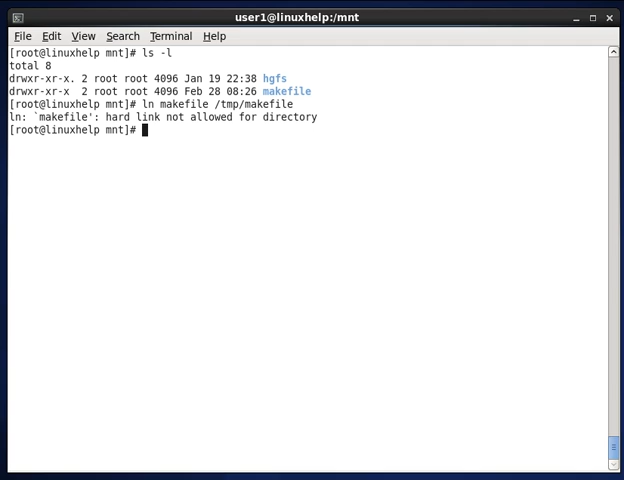 user1@linuxhelp:/mnt
File Edit View Search Terminal Help
[root@linuxhelp mnt]# ls -l
total 8
drwxr-xr-x. 2 root root 4096 Jan 19 22:38 hgfs
drwxr-xr-x  2 root root 4096 Feb 28 08:26 makefile
[root@linuxhelp mnt]# ln makefile /tmp/makefile
ln: `makefile': hard link not allowed for directory
[root@linuxhelp mnt]#